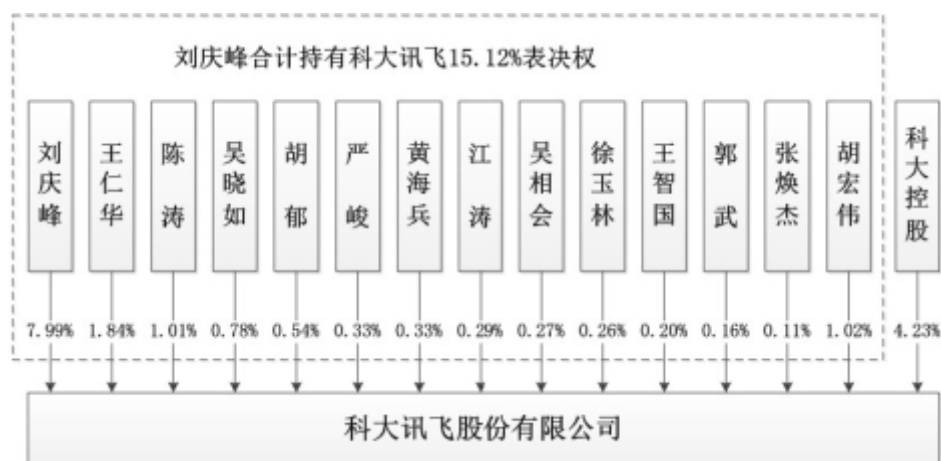 刘庆峰合计持有科大讯飞15.12%表决权
刘庆峰
王仁华
陈涛
吴晓如
胡郁
严峻
黄海兵
江涛
吴相会
徐玉林
王智国
郭武
张焕杰
胡宏伟
科大控股
7.99% 1.84% 1.01% 0.78% 0.54% 0.33% 0.33% 0.29% 0.27% 0.26% 0.20% 0.16% 0.11% 1.02% 4.23%
科大讯飞股份有限公司